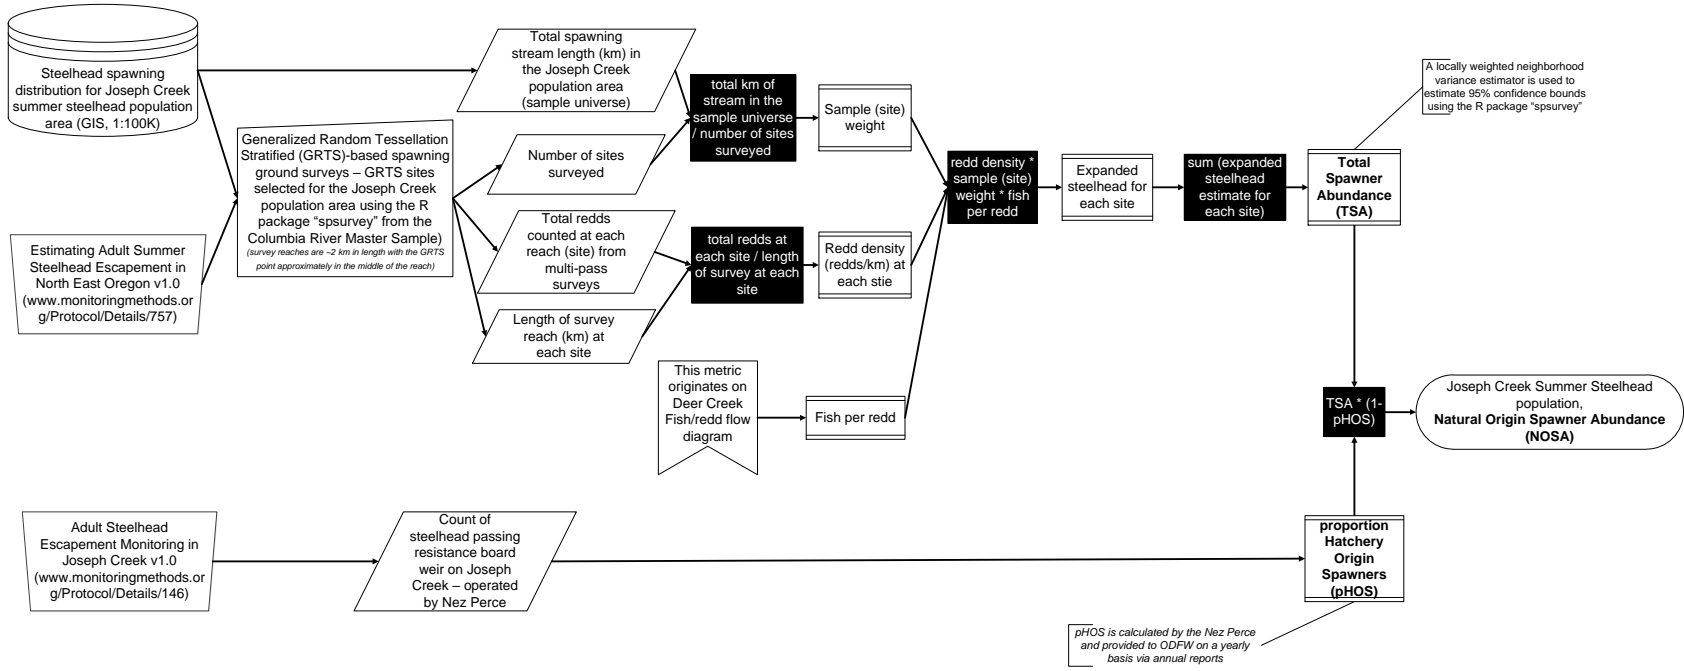 Steelhead spawning
distribution for Joseph Creek
summer steelhead population
area (GIS, 1:100K)
Estimating Adult Summer
Steelhead Escapement in
North East Oregon v1.0
(www.monitoringmethods.or
g/Protocol/Details/757)
Generalized Random Tessellation
Stratified (GRTS)-based spawning
ground surveys – GRTS sites
selected for the Joseph Creek
population area using the R
package “spsurvey” from the
Columbia River Master Sample)
(survey reaches are ~2 km in length with the GRTS
point approximately in the middle of the reach)
Total spawning
stream length (km) in
the Joseph Creek
population area
(sample universe)
Number of sites
surveyed
Total redds
counted at each
reach (site) from
multi-pass
surveys
Length of survey
reach (km) at
each site
total km of
stream in the
sample universe
/ number of sites
surveyed
Sample (site)
weight
total redds at
each site / length
of survey at each
site
Redd density
(redds/km) at
each stie
This metric
originates on
Deer Creek
Fish/redd flow
diagram
Fish per redd
redd density *
sample (site)
weight * fish
per redd
Expanded
steelhead for
each site
sum (expanded
steelhead
estimate for
each site)
Total
Spawner
Abundance
(TSA)
A locally weighted neighborhood
variance estimator is used to
estimate 95% confidence bounds
using the R package “spsurvey”
TSA * (1-
pHOS)
Joseph Creek Summer Steelhead
population,
Natural Origin Spawner Abundance
(NOSA)
Adult Steelhead
Escapement Monitoring in
Joseph Creek v1.0
(www.monitoringmethods.or
g/Protocol/Details/146)
Count of
steelhead passing
resistance board
weir on Joseph
Creek – operated
by Nez Perce
proportion
Hatchery
Origin
Spawners
(pHOS)
pHOS is calculated by the Nez Perce
and provided to ODFW on a yearly
basis via annual reports